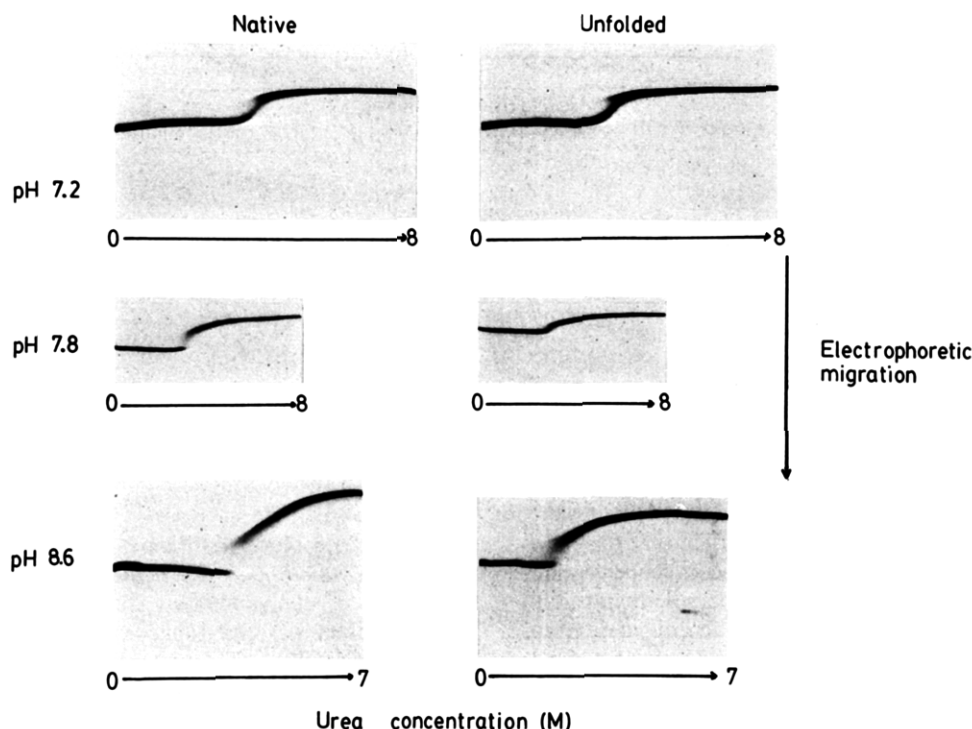 Native Unfolded
pH 7.2
0 8 0 8
pH 7.8
0 8 0 8
Electrophoretic
migration
pH 8.6
0 7 0 7
Urea concentration (M)